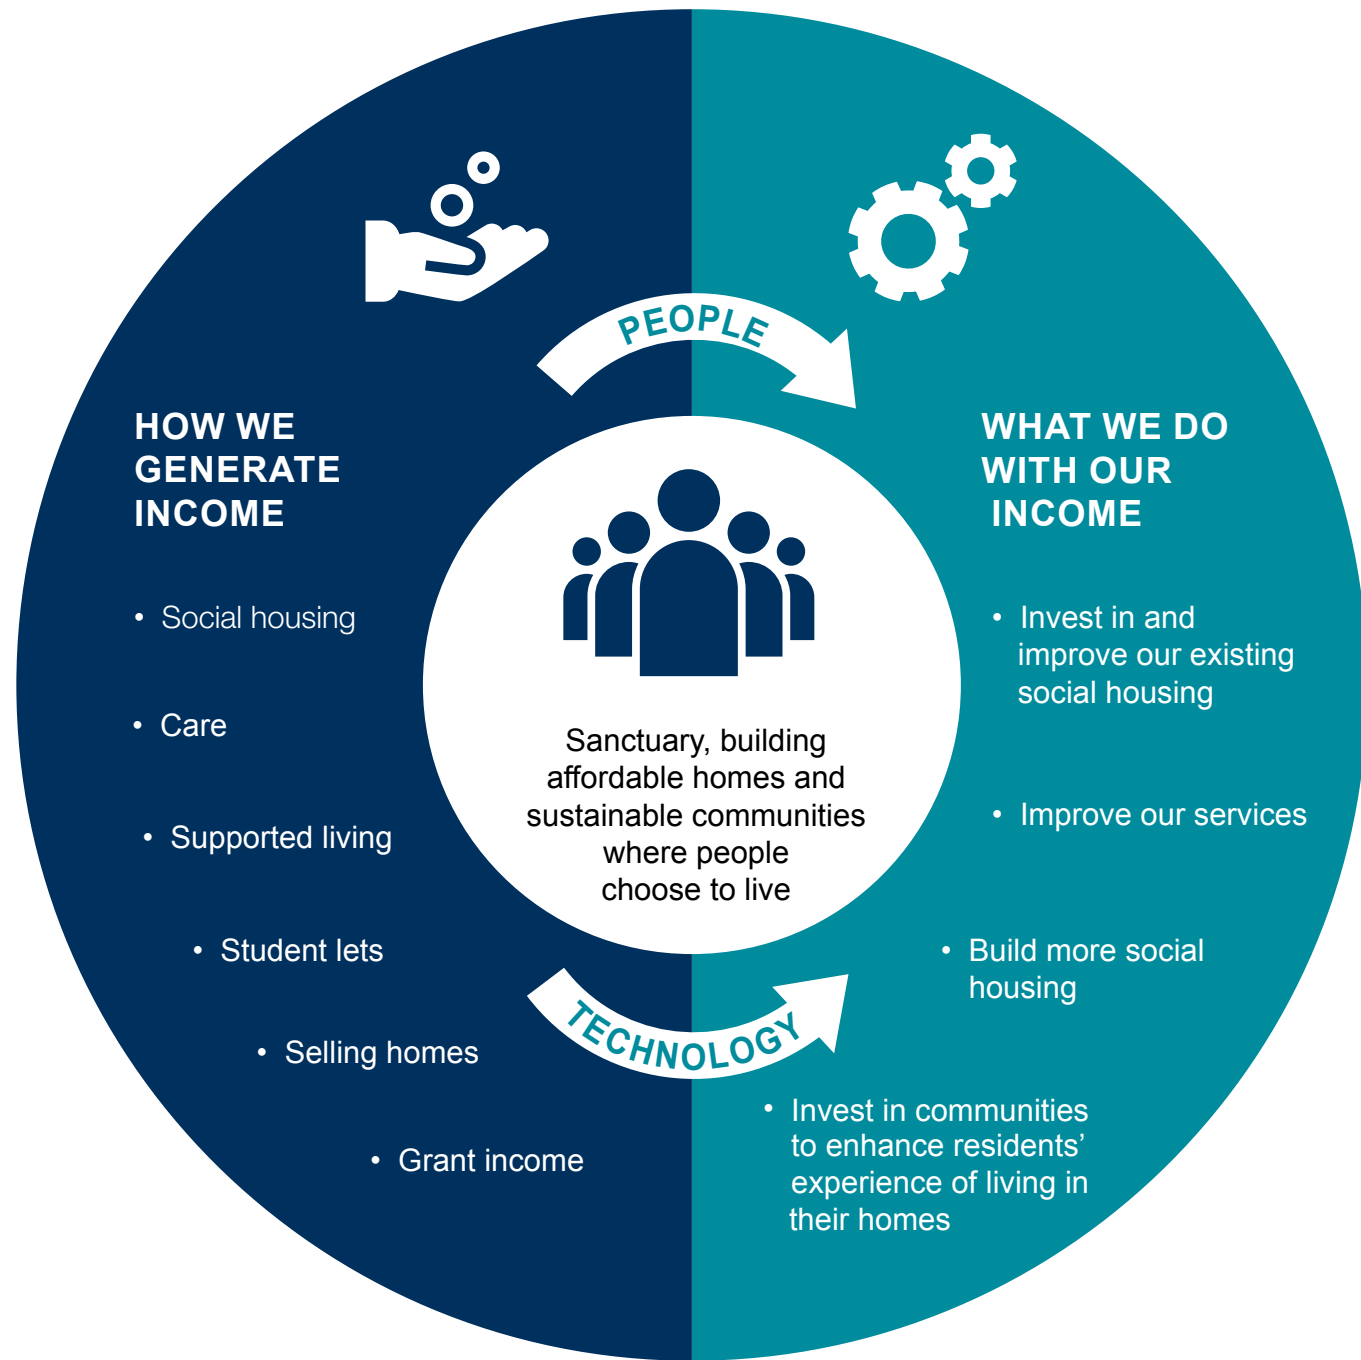 PEOPLE
HOW WE
GENERATE
INCOME
• Social housing
• Care
• Supported living
• Student lets
• Selling homes
• Grant income
Sanctuary, building
affordable homes and
sustainable communities
where people
choose to live
TECHNOLOGY
WHAT WE DO
WITH OUR
INCOME
• Invest in and
improve our existing
social housing
• Improve our services
• Build more social
housing
• Invest in communities
to enhance residents’
experience of living in
their homes